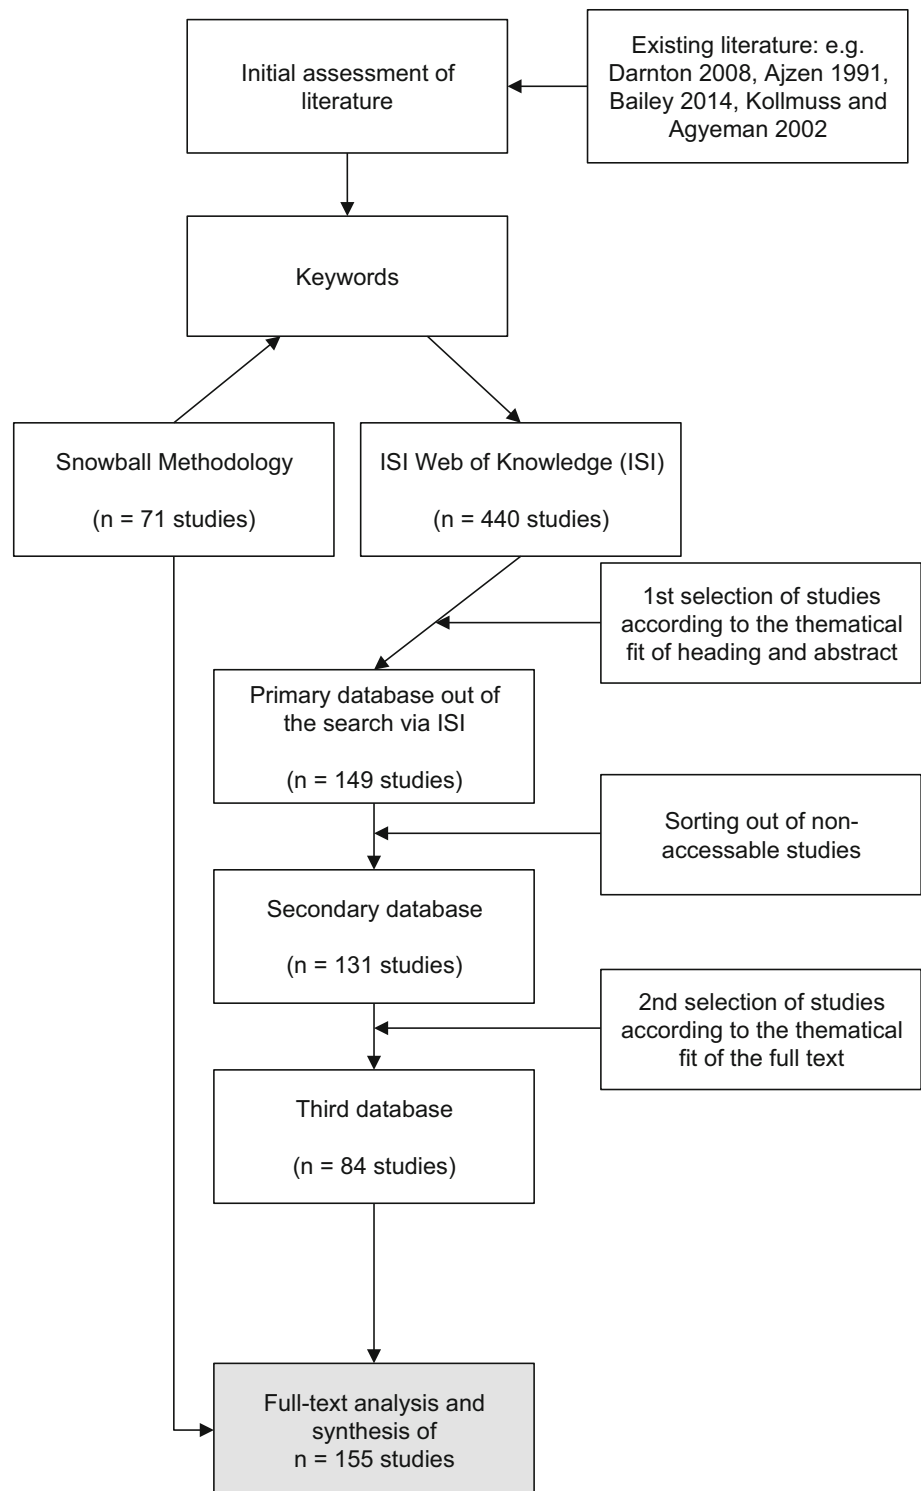 Initial assessment of
literature
Existing literature: e.g.
Darnton 2008, Ajzen 1991,
Bailey 2014, Kollmuss and
Agyeman 2002
Keywords
Snowball Methodology
(n = 71 studies)
ISI Web of Knowledge (ISI)
(n = 440 studies)
1st selection of studies
according to the thematical
fit of heading and abstract
Primary database out of
the search via ISI
(n = 149 studies)
Sorting out of non-
accessable studies
Secondary database
(n = 131 studies)
2nd selection of studies
according to the thematical
fit of the full text
Third database
(n = 84 studies)
Full-text analysis and
synthesis of
n = 155 studies